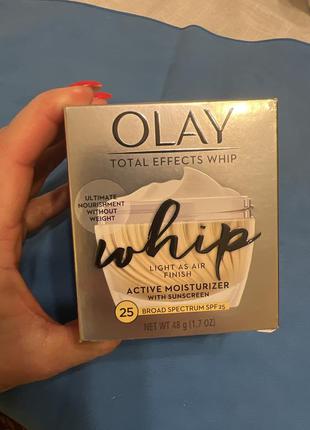 OLAY
TOTAL EFFECTS WHIP
ULTIMATE
NOURISHMENT
WITHOUT
WEIGHT
whip
LIGHT AS AIR
FINISH
ACTIVE MOISTURIZER
WITH SUNSCREEN
25 BROAD SPECTRUM SPF 25
NET WT 48 g (1.7 OZ)